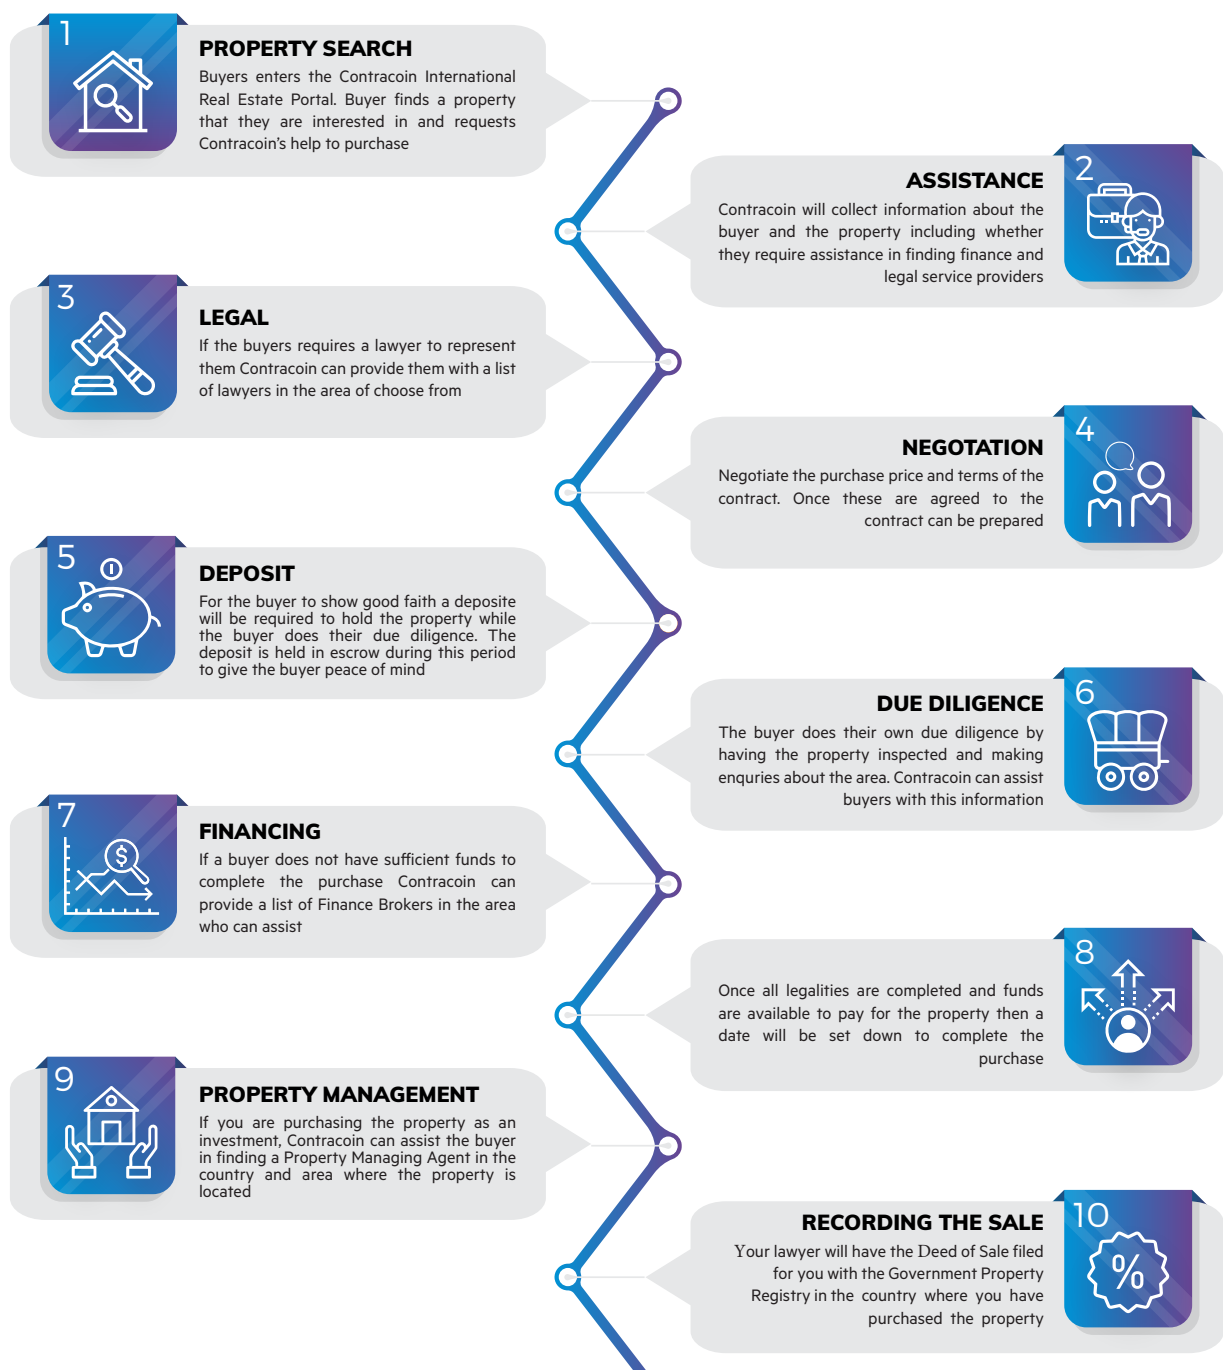 1
PROPERTY SEARCH
Buyers enters the Contracoin International
Real Estate Portal. Buyer finds a property
that they are interested in and requests
Contracoin's help to purchase
2
ASSISTANCE
Contracoin will collect information about the
buyer and the property including whether
they require assistance in finding finance and
legal service providers
3
LEGAL
If the buyers requires a lawyer to represent
them Contracoin can provide them with a list
of lawyers in the area of choose from
4
NEGOTATION
Negotiate the purchase price and terms of the
contract. Once these are agreed to the
contract can be prepared
5
DEPOSIT
For the buyer to show good faith a deposite
will be required to hold the property while
the buyer does their due diligence. The
deposit is held in escrow during this period
to give the buyer peace of mind
6
DUE DILIGENCE
The buyer does their own due diligence by
having the property inspected and making
enquries about the area. Contracoin can assist
buyers with this information
7
$
FINANCING
If a buyer does not have sufficient funds to
complete the purchase Contracoin can
provide a list of Finance Brokers in the area
who can assist
8
Once all legalities are completed and funds
are available to pay for the property then a
date will be set down to complete the
purchase
9
PROPERTY MANAGEMENT
If you are purchasing the property as an
investment, Contracoin can assist the buyer
in finding a Property Managing Agent in the
country and area where the property is
located
10
%
RECORDING THE SALE
Your lawyer will have the Deed of Sale filed
for you with the Government Property
Registry in the country where you have
purchased the property